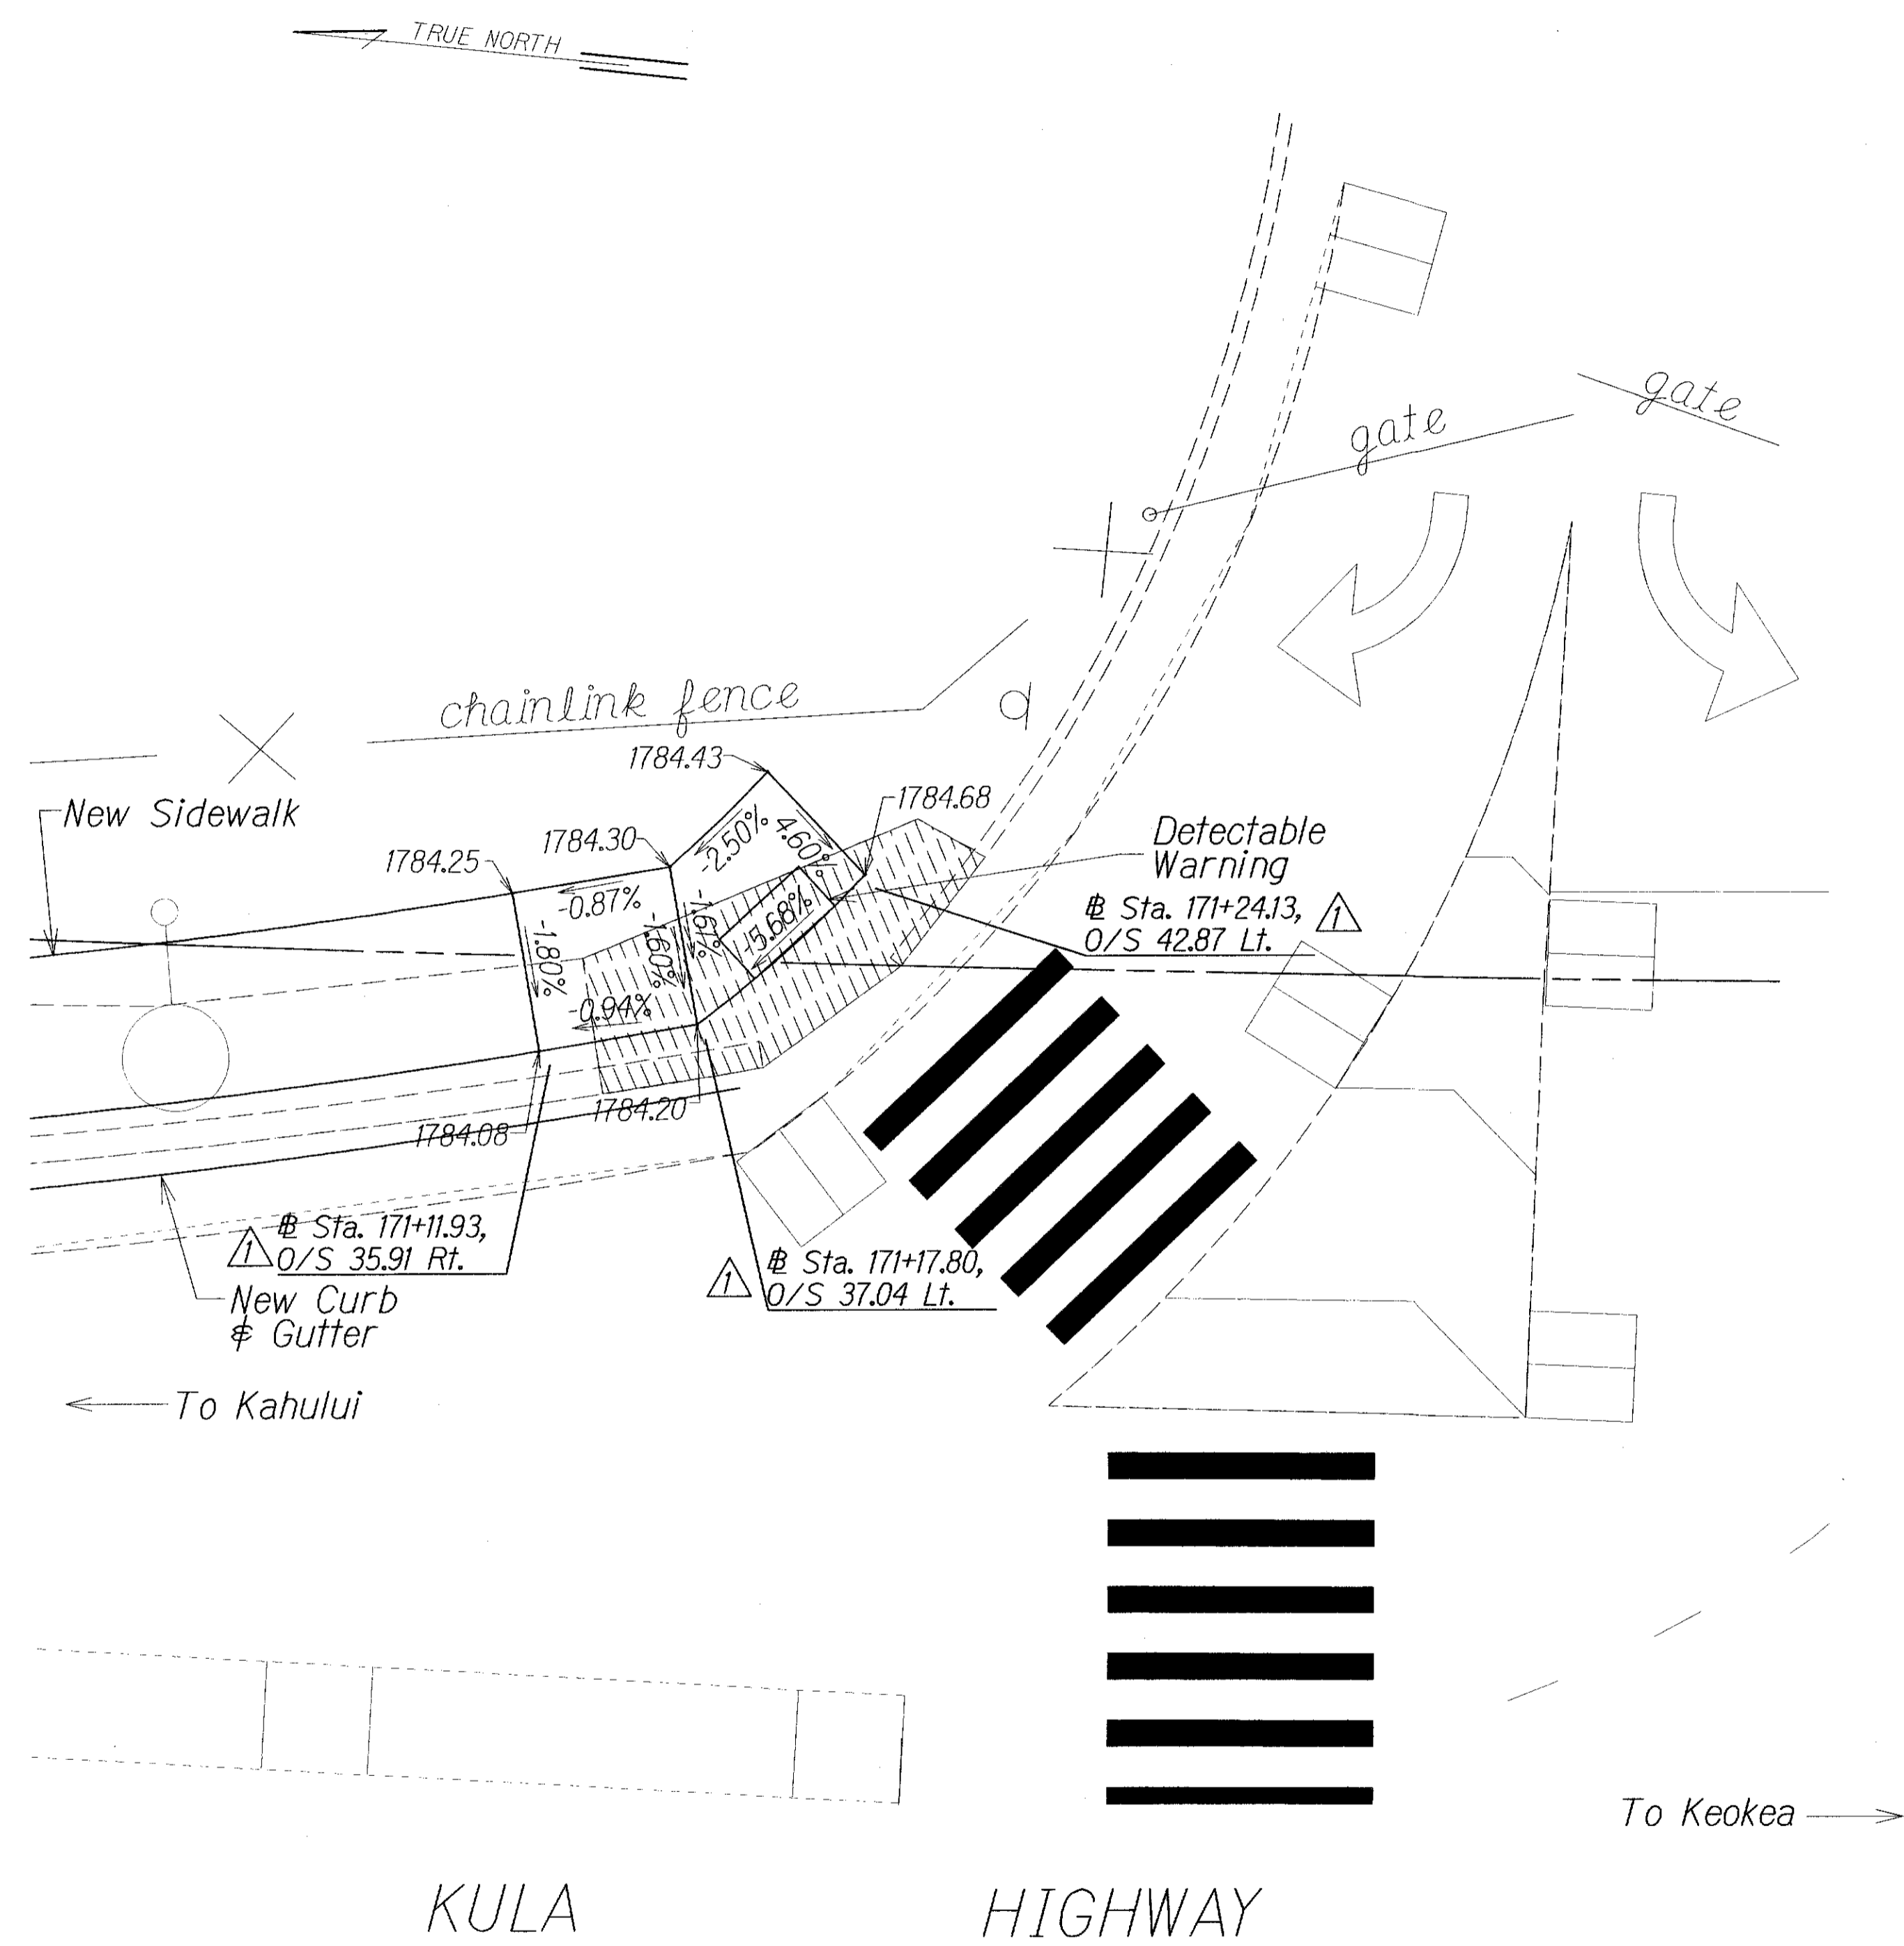 TRUE NORTH
gate
gate
chainlink fence
1784.43
New Sidewalk
1784.30
1784.68
1784.25
-2.50%
4.60%
Detectable
Warning
-0.87%
-1.80%
-1.60%
-1.67%
-5.68%
℄ Sta. 171+24.13,
O/S 42.87 Lt.
1
-0.94%
1784.20
1784.08
1
Sta. 171+11.93,
O/S 35.91 Rt.
1
Sta. 171+17.80,
O/S 37.04 Lt.
New Curb
& Gutter
To Kahului
To Keokea
KULA HIGHWAY